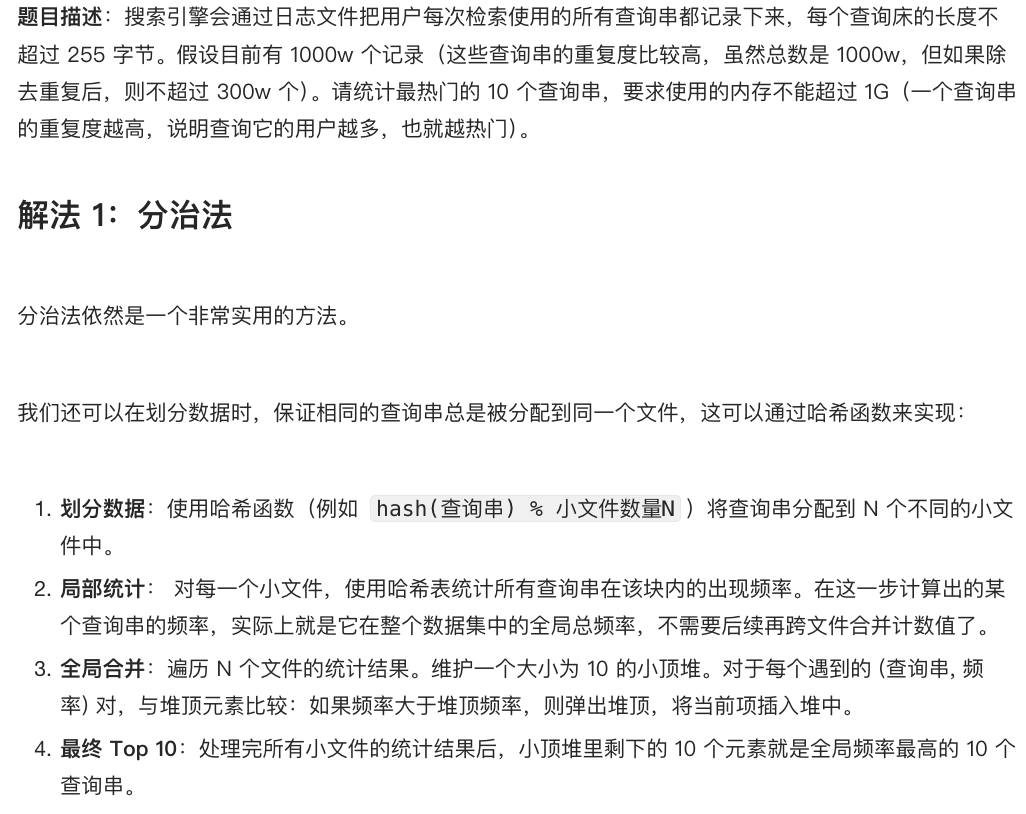 题目描述：搜索引擎会通过日志文件把用户每次检索使用的所有查询串都记录下来，每个查询床的长度不
超过 255 字节。假设目前有 1000w 个记录（这些查询串的重复度比较高，虽然总数是 1000w，但如果除
去重复后，则不超过 300w 个）。请统计最热门的 10 个查询串，要求使用的内存不能超过 1G（一个查询串
的重复度越高，说明查询它的用户越多，也就越热门）。
解法 1：分治法
分治法依然是一个非常实用的方法。
我们还可以在划分数据时，保证相同的查询串总是被分配到同一个文件，这可以通过哈希函数来实现：
1. 划分数据：使用哈希函数（例如 hash(查询串) % 小文件数量N ）将查询串分配到 N 个不同的小文
件中。
2. 局部统计： 对每一个小文件，使用哈希表统计所有查询串在该块内的出现频率。在这一步计算出的某
个查询串的频率，实际上就是它在整个数据集中的全局总频率，不需要后续再跨文件合并计数值了。
3. 全局合并：遍历 N 个文件的统计结果。维护一个大小为 10 的小顶堆。对于每个遇到的 (查询串, 频
率) 对，与堆顶元素比较：如果频率大于堆顶频率，则弹出堆顶，将当前项插入堆中。
4. 最终 Top 10：处理完所有小文件的统计结果后，小顶堆里剩下的 10 个元素就是全局频率最高的 10 个
查询串。